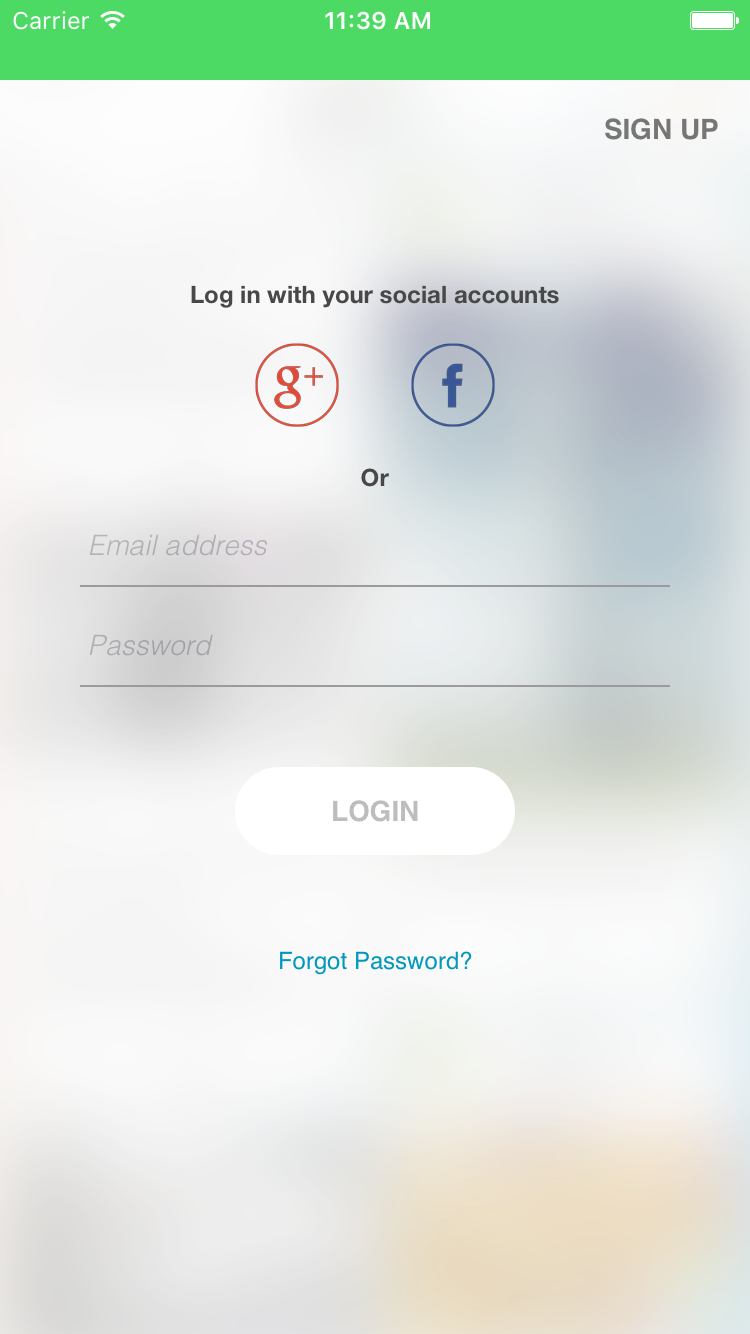 Carrier 11:39 AM
SIGN UP
Log in with your social accounts
g+ f
Or
Email address
Password
LOGIN
Forgot Password?